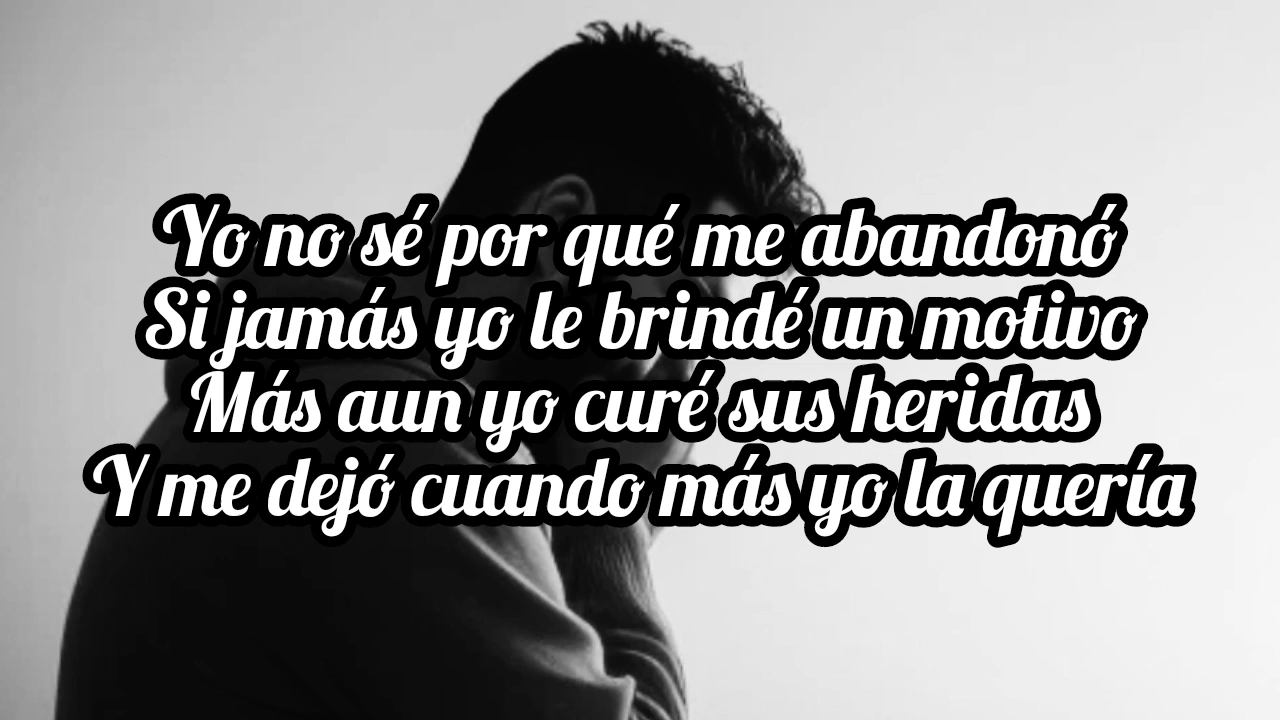 Yo no sé por qué me abandonó
Si jamás yo le brindé un motivo
Más aun yo curé sus heridas
Y me dejó cuando más yo la quería